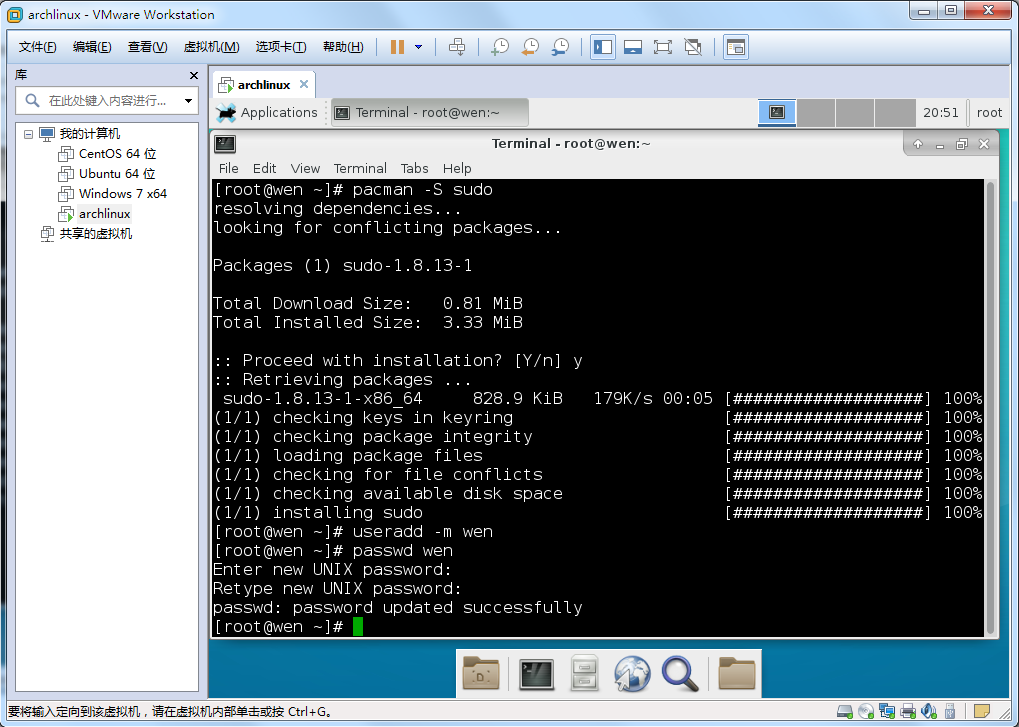 archlinux - VMware Workstation
文件(F) 编辑(E) 查看(V) 虚拟机(M) 选项卡(T) 帮助(H)
库
在此处键入内容进行...
我的计算机
CentOS 64 位
Ubuntu 64 位
Windows 7 x64
archlinux
共享的虚拟机
archlinux
Applications Terminal - root@wen:~ 20:51 root
Terminal - root@wen:~
File Edit View Terminal Tabs Help
[root@wen ~]# pacman -S sudo
resolving dependencies...
looking for conflicting packages...
Packages (1) sudo-1.8.13-1
Total Download Size: 0.81 MiB
Total Installed Size: 3.33 MiB
:: Proceed with installation? [Y/n] y
:: Retrieving packages ...
sudo-1.8.13-1-x86_64 828.9 KiB 179K/s 00:05 [###################] 100%
(1/1) checking keys in keyring [###################] 100%
(1/1) checking package integrity [###################] 100%
(1/1) loading package files [###################] 100%
(1/1) checking for file conflicts [###################] 100%
(1/1) checking available disk space [###################] 100%
(1/1) installing sudo [###################] 100%
[root@wen ~]# useradd -m wen
[root@wen ~]# passwd wen
Enter new UNIX password:
Retype new UNIX password:
passwd: password updated successfully
[root@wen ~]#
要将输入定向到该虚拟机，请在虚拟机内部单击或按 Ctrl+G。